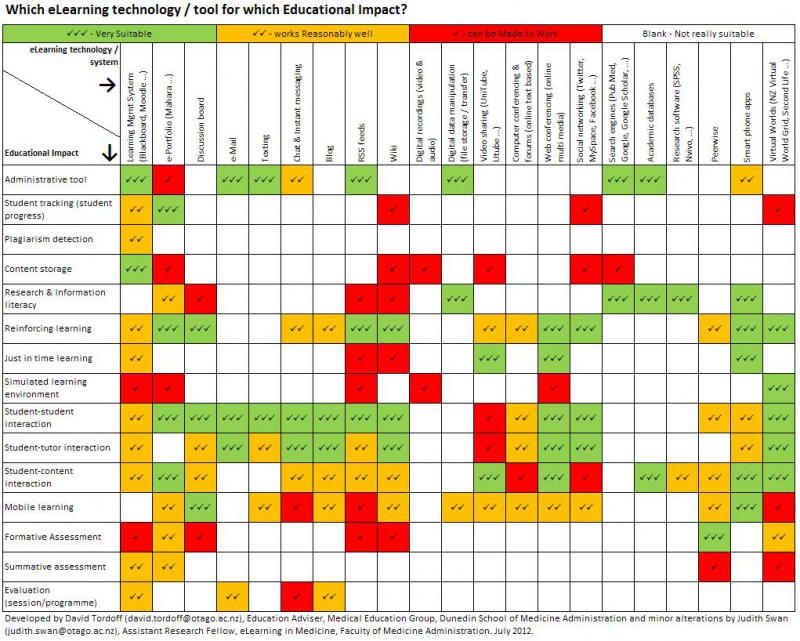 Which eLearning technology / tool for which Educational Impact?
✓✓✓ - Very Suitable
✓✓ - works Reasonably well
✓ - can be Made to Work
Blank - Not really suitable
eLearning technology /
system
Educational Impact
Learning Mgmt System
(Blackboard, Moodle ...)
e-Portfolio (Mahara ...)
Discussion board
e-Mail
Texting
Chat & Instant messaging
Blog
RSS feeds
Wiki
Digital recordings (video &
audio)
Digital data manipulation
(file storage / transfer)
Video sharing (UniTube,
Utube ...)
Computer conferencing &
forums (online text based)
Web conferencing (online
multi media)
Social networking (Twitter,
MySpace, Facebook ...)
Search engines (Pub Med,
Google, Google Scholar, ...)
Academic databases
Research software (SPSS,
Nvivo, ...)
Peerwise
Smart phone apps
Virtual Worlds (NZ Virtual
World Grid, Second Life ...)
Administrative tool ✓✓✓ ✓ ✓✓✓ ✓✓✓ ✓✓ ✓✓✓ ✓✓✓ ✓✓✓ ✓✓✓ ✓✓
Student tracking (student
progress) ✓✓ ✓✓✓ ✓ ✓ ✓
Plagiarism detection ✓✓
Content storage ✓✓✓ ✓ ✓ ✓ ✓ ✓ ✓
Research & Information
literacy ✓✓ ✓ ✓ ✓ ✓✓✓ ✓✓✓ ✓✓✓ ✓✓✓ ✓✓✓
Reinforcing learning ✓✓ ✓✓✓ ✓✓✓ ✓✓ ✓✓ ✓✓✓ ✓✓✓ ✓✓ ✓✓ ✓✓✓ ✓✓✓ ✓✓ ✓✓✓ ✓✓✓
Just in time learning ✓✓ ✓ ✓ ✓✓✓ ✓✓✓ ✓✓✓
Simulated learning
environment ✓ ✓ ✓ ✓ ✓ ✓✓✓
Student-student
interaction ✓✓ ✓✓✓ ✓✓✓ ✓✓✓ ✓✓✓ ✓✓✓ ✓✓✓ ✓✓✓ ✓✓✓ ✓ ✓✓ ✓✓✓ ✓✓✓ ✓✓ ✓✓ ✓✓✓
Student-tutor interaction ✓✓ ✓✓ ✓✓✓ ✓✓ ✓✓✓ ✓✓✓ ✓✓ ✓✓✓ ✓ ✓✓ ✓✓✓ ✓✓✓ ✓✓ ✓✓✓
Student-content
interaction ✓✓ ✓✓✓ ✓✓ ✓✓ ✓✓ ✓✓ ✓✓ ✓✓✓ ✓ ✓✓✓ ✓ ✓✓✓ ✓✓ ✓✓ ✓✓✓ ✓✓✓
Mobile learning ✓✓ ✓✓✓ ✓✓ ✓ ✓✓ ✓ ✓✓ ✓✓ ✓✓ ✓✓ ✓✓ ✓✓ ✓✓ ✓✓✓ ✓
Formative Assessment ✓ ✓✓ ✓ ✓ ✓ ✓✓✓ ✓✓
Summative assessment ✓✓ ✓✓ ✓ ✓
Evaluation
(session/programme) ✓✓ ✓✓ ✓ ✓✓
Developed by David Tordoff (david.tordoff@otago.ac.nz), Education Adviser, Medical Education Group, Dunedin School of Medicine Administration and minor alterations by Judith Swan
(judith.swan@otago.ac.nz), Assistant Research Fellow, eLearning in Medicine, Faculty of Medicine Administration. July 2012.